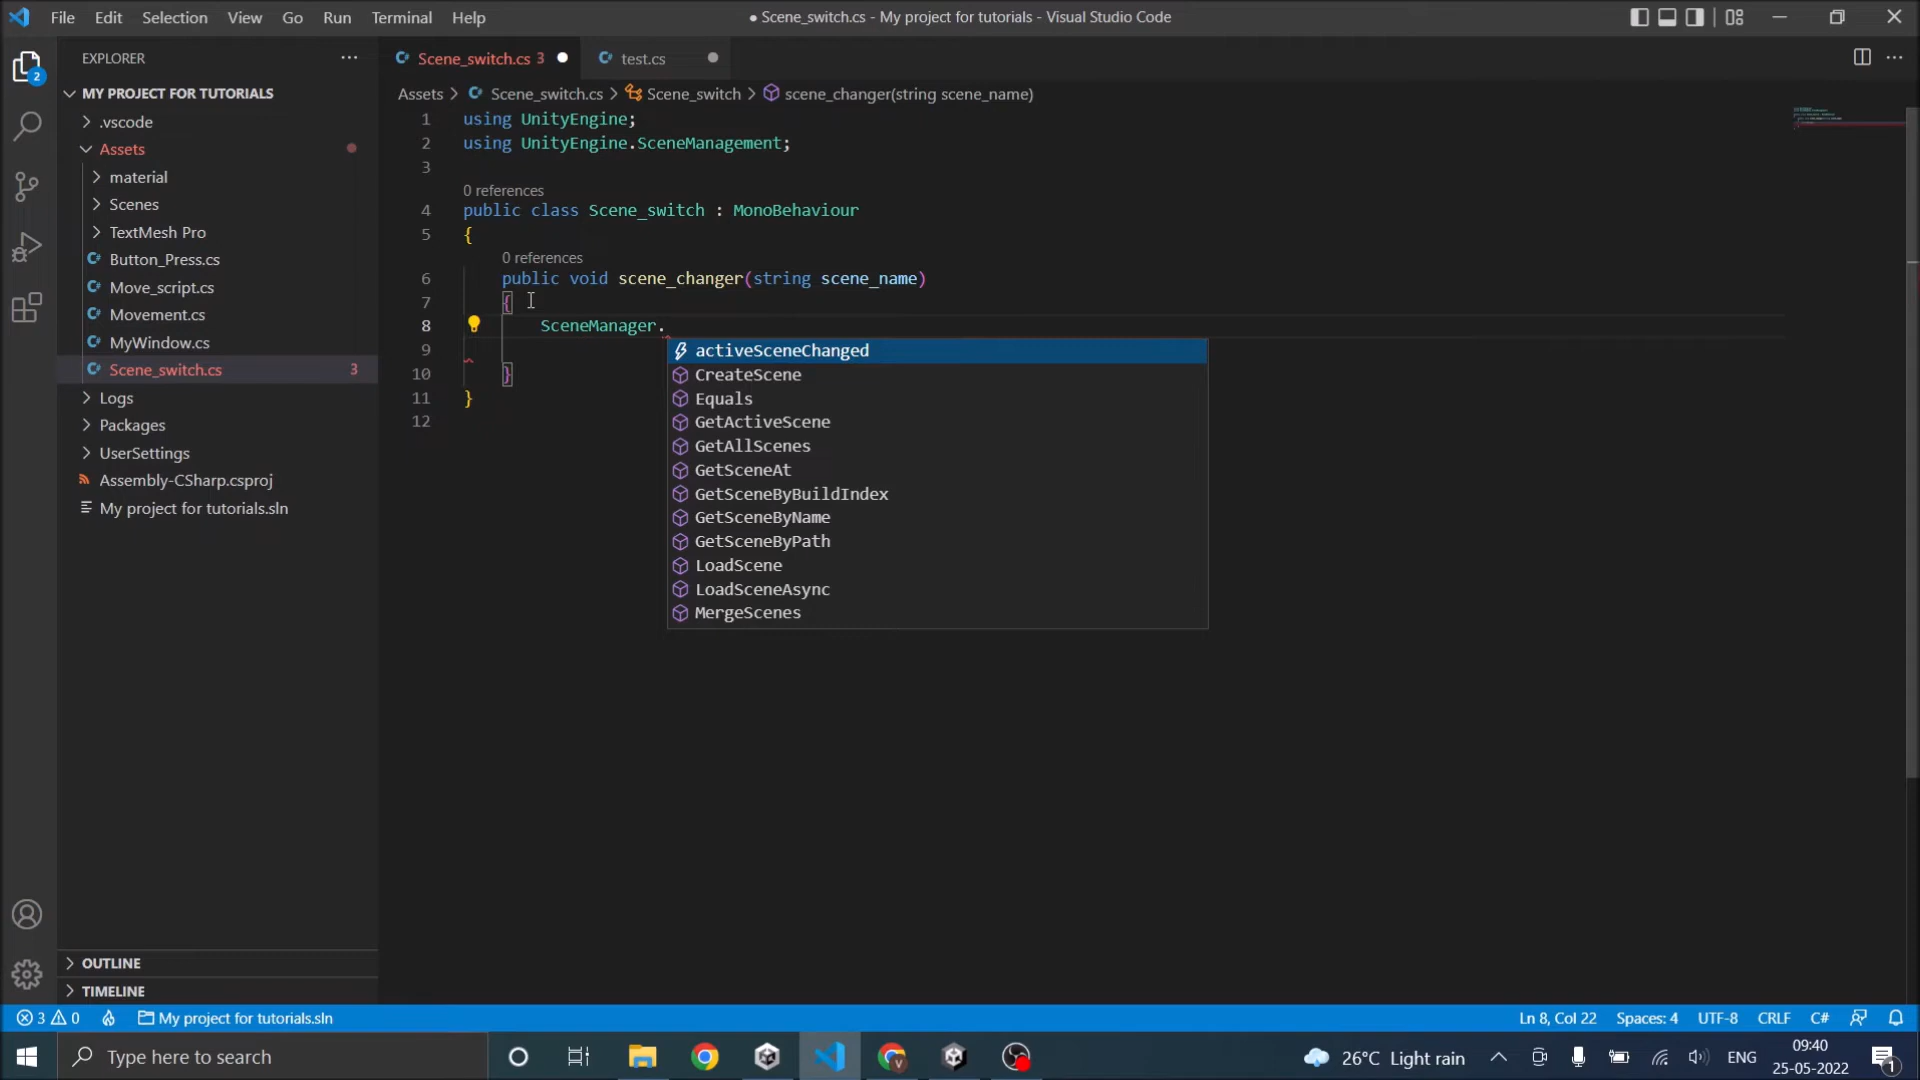 File Edit Selection View Go Run Terminal Help
● Scene_switch.cs - My project for tutorials - Visual Studio Code
EXPLORER
Scene_switch.cs 3
test.cs
MY PROJECT FOR TUTORIALS
Assets > Scene_switch.cs > Scene_switch > scene_changer(string scene_name)
.vscode
Assets
material
Scenes
TextMesh Pro
Button_Press.cs
Move_script.cs
Movement.cs
MyWindow.cs
Scene_switch.cs 3
Logs
Packages
UserSettings
Assembly-CSharp.csproj
My project for tutorials.sln
2
1 using UnityEngine;
2 using UnityEngine.SceneManagement;
3
0 references
4 public class Scene_switch : MonoBehaviour
5 {
0 references
6 public void scene_changer(string scene_name)
7 {
8 SceneManager.
9
10 }
11 }
12
activeSceneChanged
CreateScene
Equals
GetActiveScene
GetAllScenes
GetSceneAt
GetSceneByBuildIndex
GetSceneByName
GetSceneByPath
LoadScene
LoadSceneAsync
MergeScenes
OUTLINE
TIMELINE
3 0 My project for tutorials.sln
Ln 8, Col 22 Spaces: 4 UTF-8 CRLF C#
Type here to search
26°C Light rain
ENG
09:40
25-05-2022
1